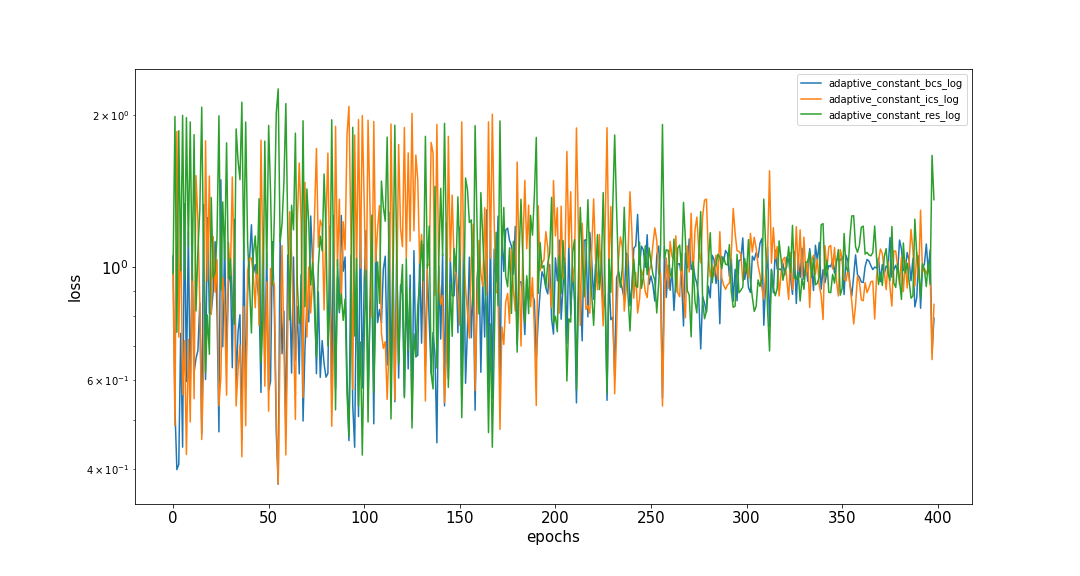 adaptive_constant_bcs_log
adaptive_constant_ics_log
adaptive_constant_res_log
2 × 10⁰
10⁰
6 × 10⁻¹
4 × 10⁻¹
loss
0 50 100 150 200 250 300 350 400
epochs